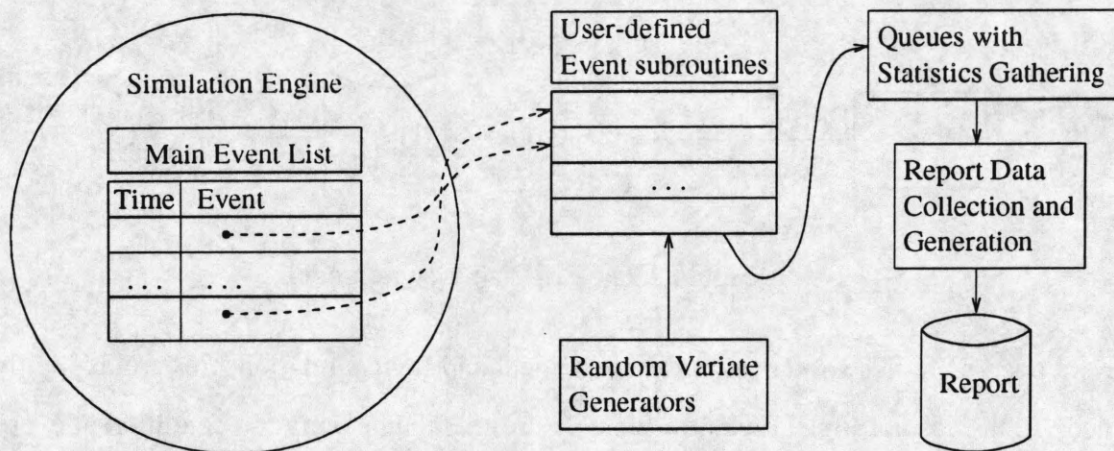 Simulation Engine
Main Event List
Time Event
. . . . . .
User-defined
Event subroutines
. . .
Random Variate
Generators
Queues with
Statistics Gathering
Report Data
Collection and
Generation
Report